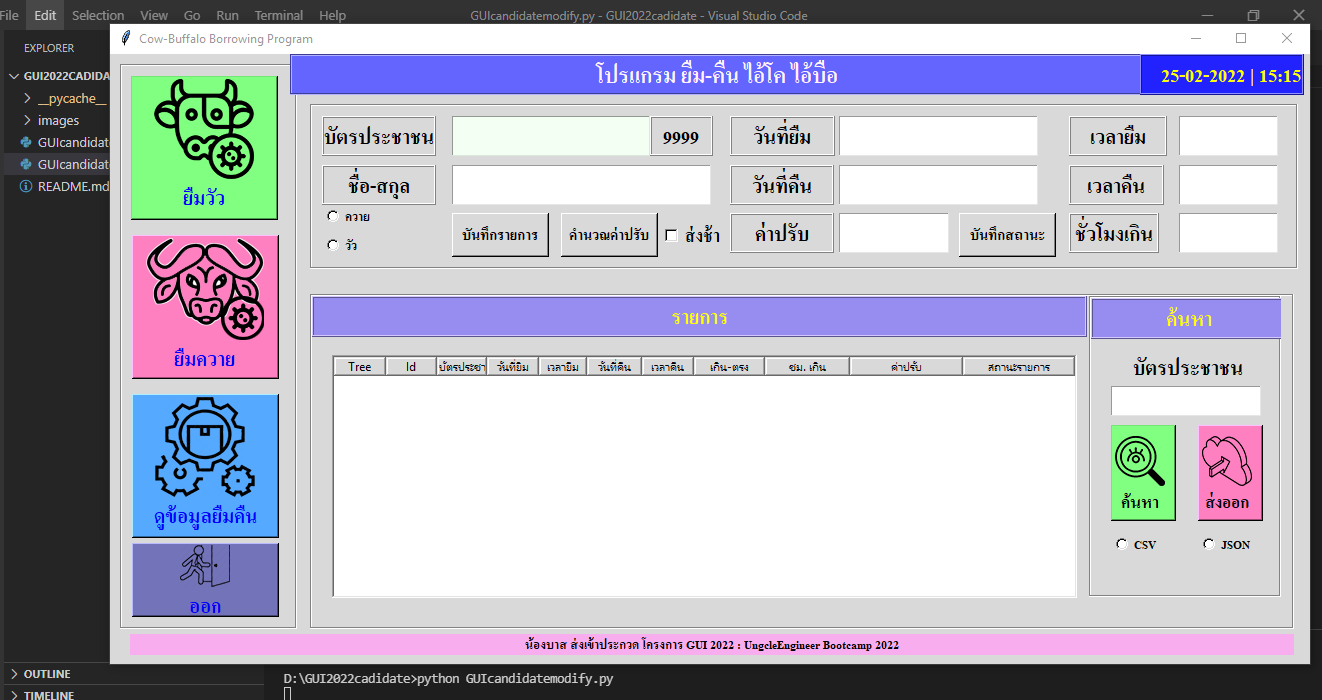 File Edit Selection View Go Run Terminal Help GUIcandidatemodify.py - GUI2022cadidate - Visual Studio Code
EXPLORER
Cow-Buffalo Borrowing Program
GUI2022CADIDA
__pycache__
images
GUIcandidat
GUIcandidat
README.md
โปรแกรม ยืม-คืน ไอ้โค ไอ้บือ
25-02-2022 | 15:15
ยืมวัว
ยืมควาย
ดูข้อมูลยืมคืน
ออก
บัตรประชาชน 9999 วันที่ยืม เวลายืม
ชื่อ-สกุล วันที่คืน เวลาคืน
ควาย
วัว
บันทึกรายการ คำนวณค่าปรับ ส่งช้า ค่าปรับ บันทึกสถานะ ชั่วโมงเกิน
รายการ
Tree Id บัตรประชา วันที่ยืม เวลายืม วันที่คืน เวลาคืน เกิน-ตรง ชม. เกิน ค่าปรับ สถานะรายการ
ค้นหา
บัตรประชาชน
ค้นหา ส่งออก
CSV JSON
น้องบาส ส่งเข้าประกวด โครงการ GUI 2022 : UngcleEngineer Bootcamp 2022
OUTLINE
TIMELINE
D:\GUI2022cadidate>python GUIcandidatemodify.py